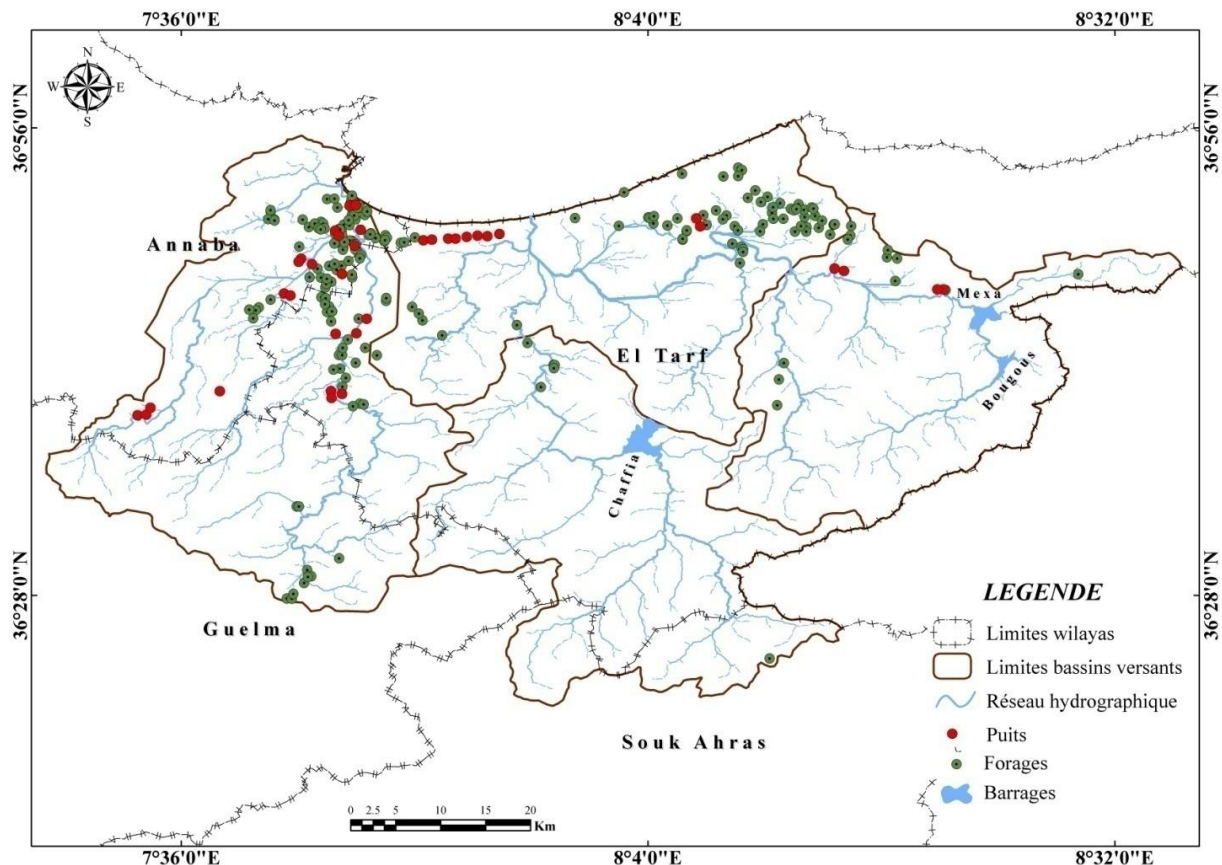 7°36'0"E 8°4'0"E 8°32'0"E
N
W E
S
36°56'0"N 36°56'0"N
Annaba
Mexa
El Tarf
Bougous
Chaffia
36°28'0"N 36°28'0"N
Guelma
Souk Ahras
LEGENDE
Limites wilayas
Limites bassins versants
Réseau hydrographique
Puits
Forages
Barrages
0 2.5 5 10 15 20
Km
7°36'0"E 8°4'0"E 8°32'0"E